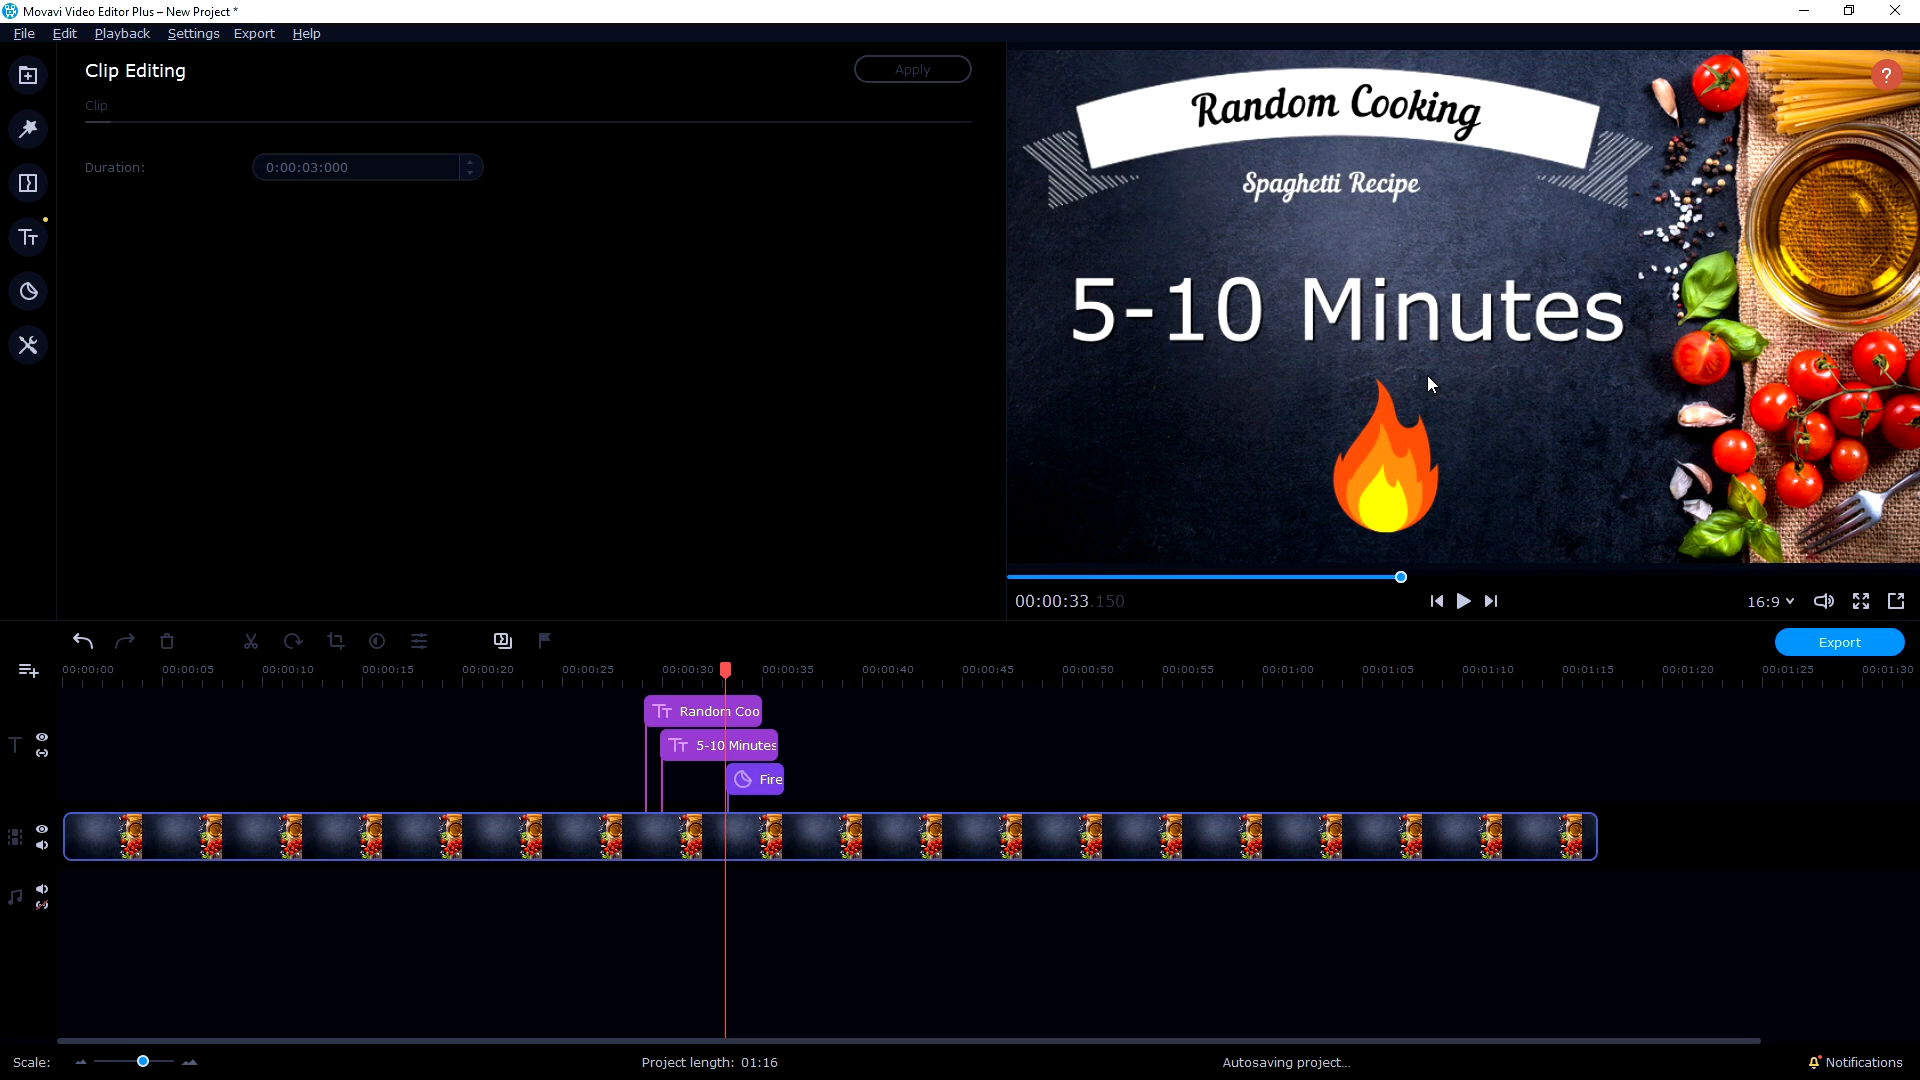 Movavi Video Editor Plus – New Project *
File Edit Playback Settings Export Help
Clip Editing
Apply
Clip
Duration:
0:00:03:000
Random Cooking
Spaghetti Recipe
5-10 Minutes
?
00:00:33.150
16:9
Export
00:00:00 00:00:05 00:00:10 00:00:15 00:00:20 00:00:25 00:00:30 00:00:35 00:00:40 00:00:45 00:00:50 00:00:55 00:01:00 00:01:05 00:01:10 00:01:15 00:01:20 00:01:25 00:01:30
Random Coo
5-10 Minutes
Fire
Scale:
Project length: 01:16
Autosaving project...
Notifications